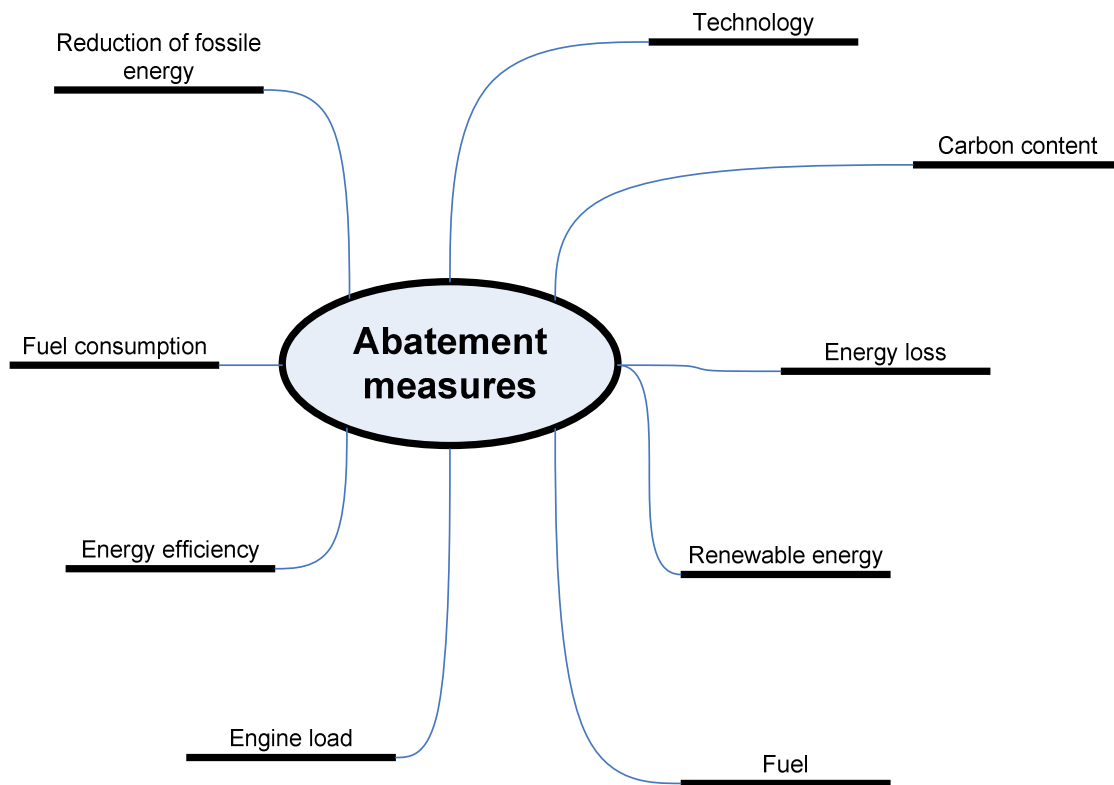 Technology
Reduction of fossile
energy
Carbon content
Abatement
measures
Fuel consumption
Energy loss
Energy efficiency
Renewable energy
Engine load
Fuel